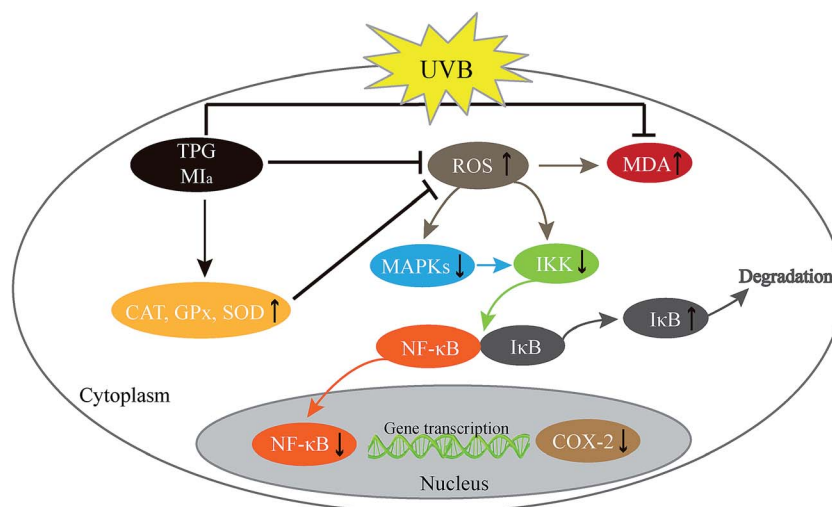 UVB
TPG
MIa
ROS ↑
MDA ↑
MAPKs ↓
IKK ↓
Degradation
CAT, GPx, SOD ↑
NF-κB
IκB
IκB ↑
Cytoplasm
Gene transcription
NF-κB ↓
COX-2 ↓
Nucleus